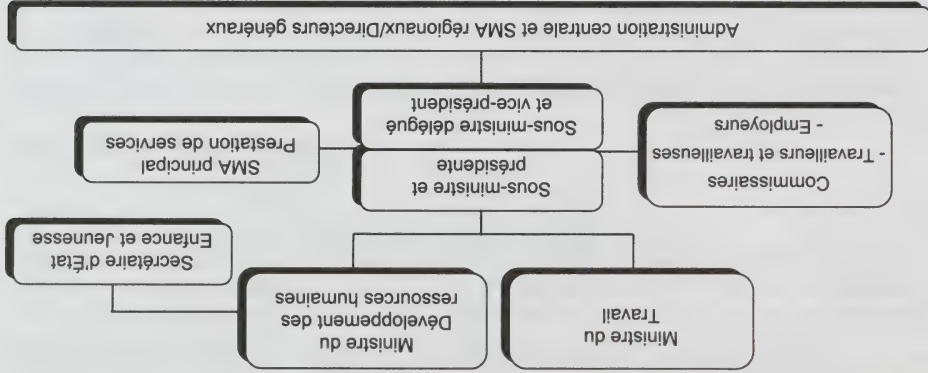 Ministre du
Travail
Ministre du
Développement des
ressources humaines
Secrétaire d'État
Enfance et Jeunesse
Commissaires
- Travailleurs et travailleuses
- Employeurs
Sous-ministre et
présidente
Sous-ministre délégué
et vice-président
SMA principal
Prestation de services
Administration centrale et SMA régionaux/Directeurs généraux